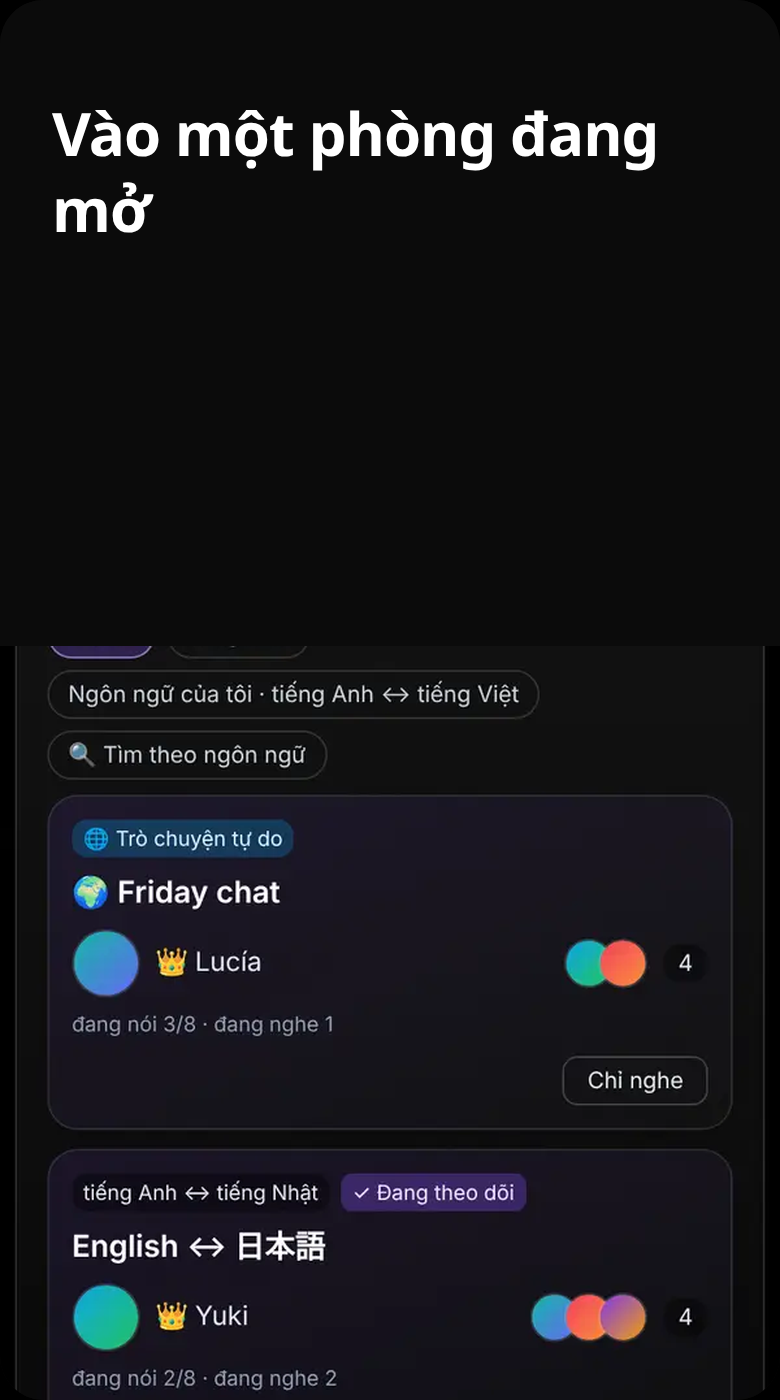 Vào một phòng đang
mở
Ngôn ngữ của tôi · tiếng Anh ↔ tiếng Việt
🔍 Tìm theo ngôn ngữ
🌐 Trò chuyện tự do
🌍 Friday chat
👑 Lucía
4
đang nói 3/8 · đang nghe 1
Chỉ nghe
tiếng Anh ↔ tiếng Nhật
✓ Đang theo dõi
English ↔ 日本語
👑 Yuki
4
đang nói 2/8 · đang nghe 2